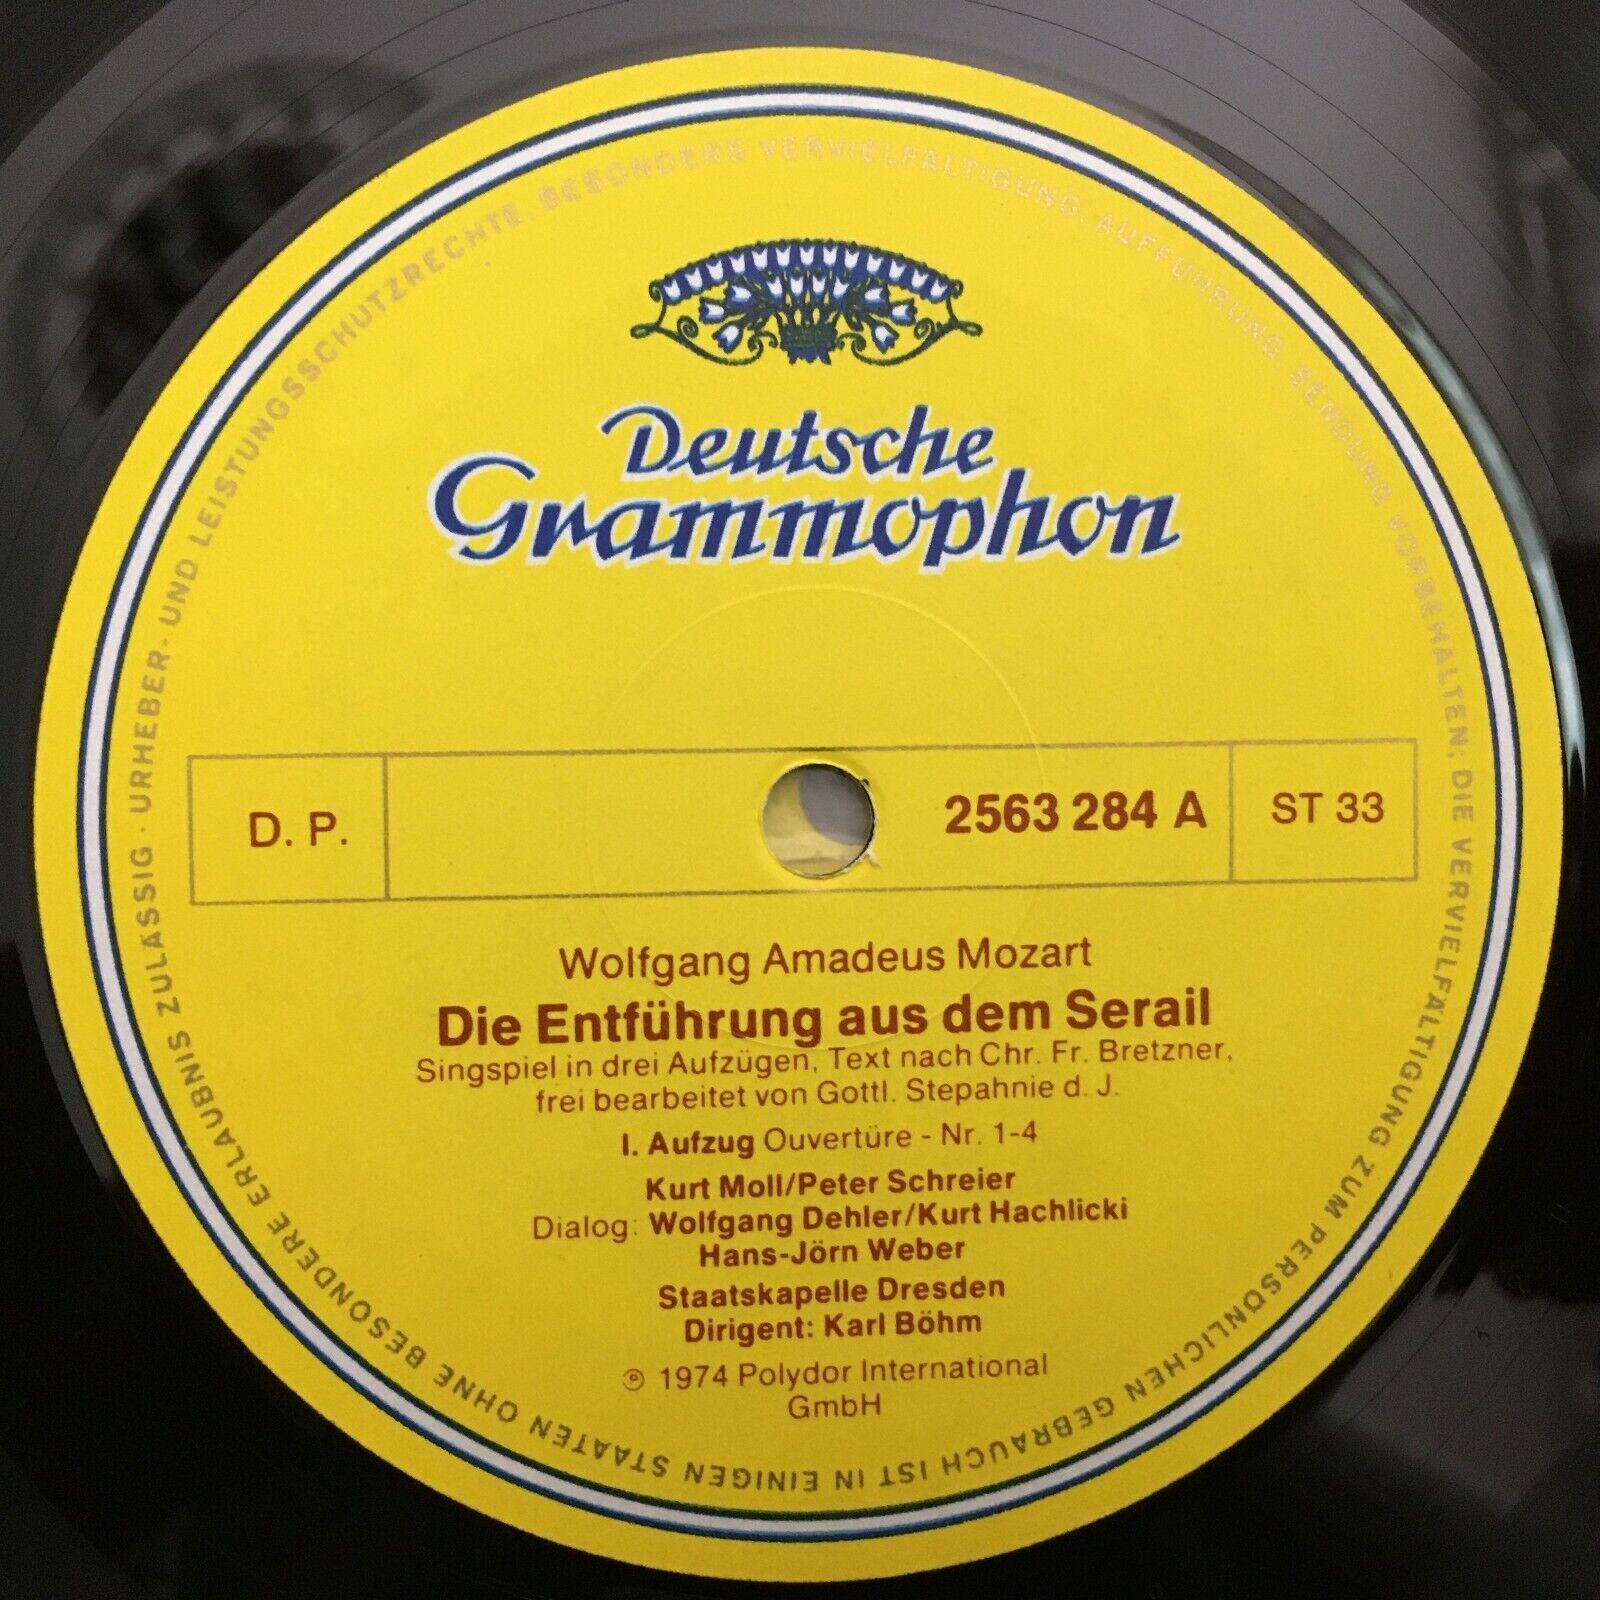 Deutsche
Grammophon
D. P.
2563 284 A
ST 33
Wolfgang Amadeus Mozart
Die Entführung aus dem Serail
Singspiel in drei Aufzügen, Text nach Chr. Fr. Bretzner,
frei bearbeitet von Gottl. Stepahnie d. J.
I. Aufzug Ouvertüre - Nr. 1-4
Kurt Moll/Peter Schreier
Dialog: Wolfgang Dehler/Kurt Hachlicki
Hans-Jörn Weber
Staatskapelle Dresden
Dirigent: Karl Böhm
℗ 1974 Polydor International
GmbH
URHEBER- UND LEISTUNGSSCHUTZRECHTE, BESONDERS VERVIELFÄLTIGUNG, AUFFÜHRUNG, SENDUNG VORBEHALTEN; DIE VERVIELFÄLTIGUNG ZUM PERSÖNLICHEN GEBRAUCH IST IN EINIGEN STAATEN OHNE BESONDERE ERLAUBNIS ZULÄSSIG ·